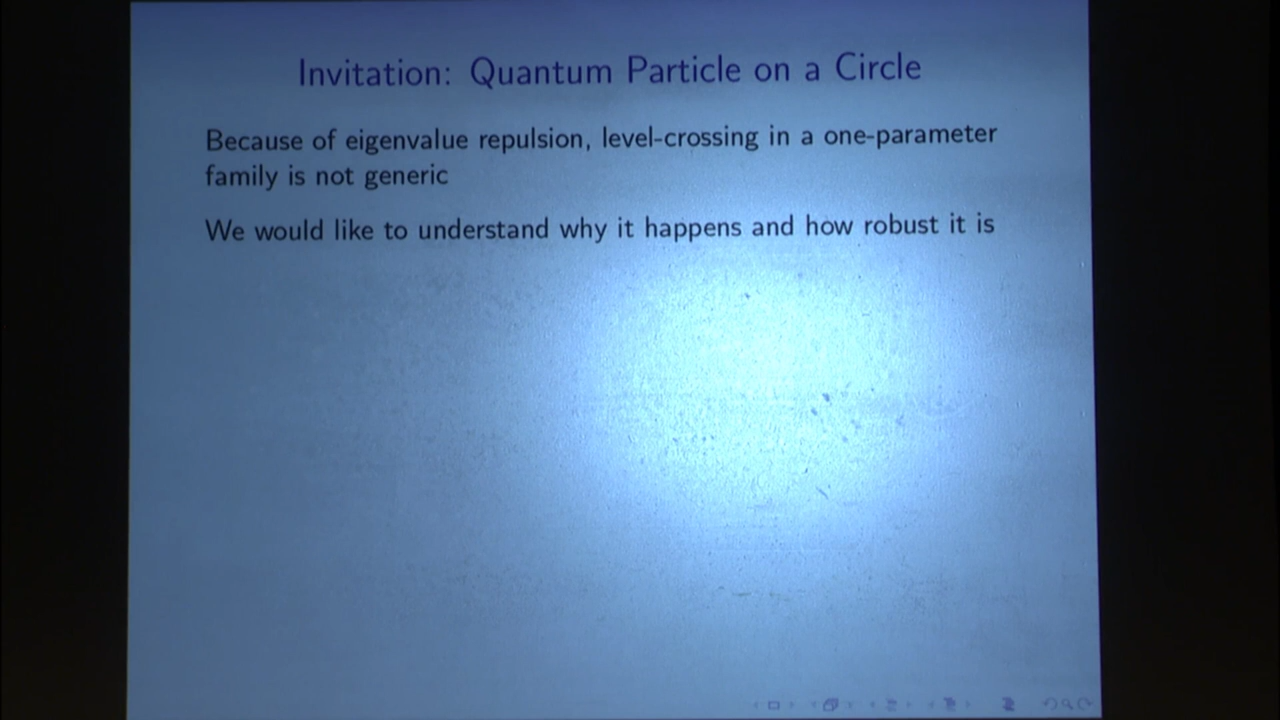 Invitation: Quantum Particle on a Circle
Because of eigenvalue repulsion, level-crossing in a one-parameter
family is not generic
We would like to understand why it happens and how robust it is